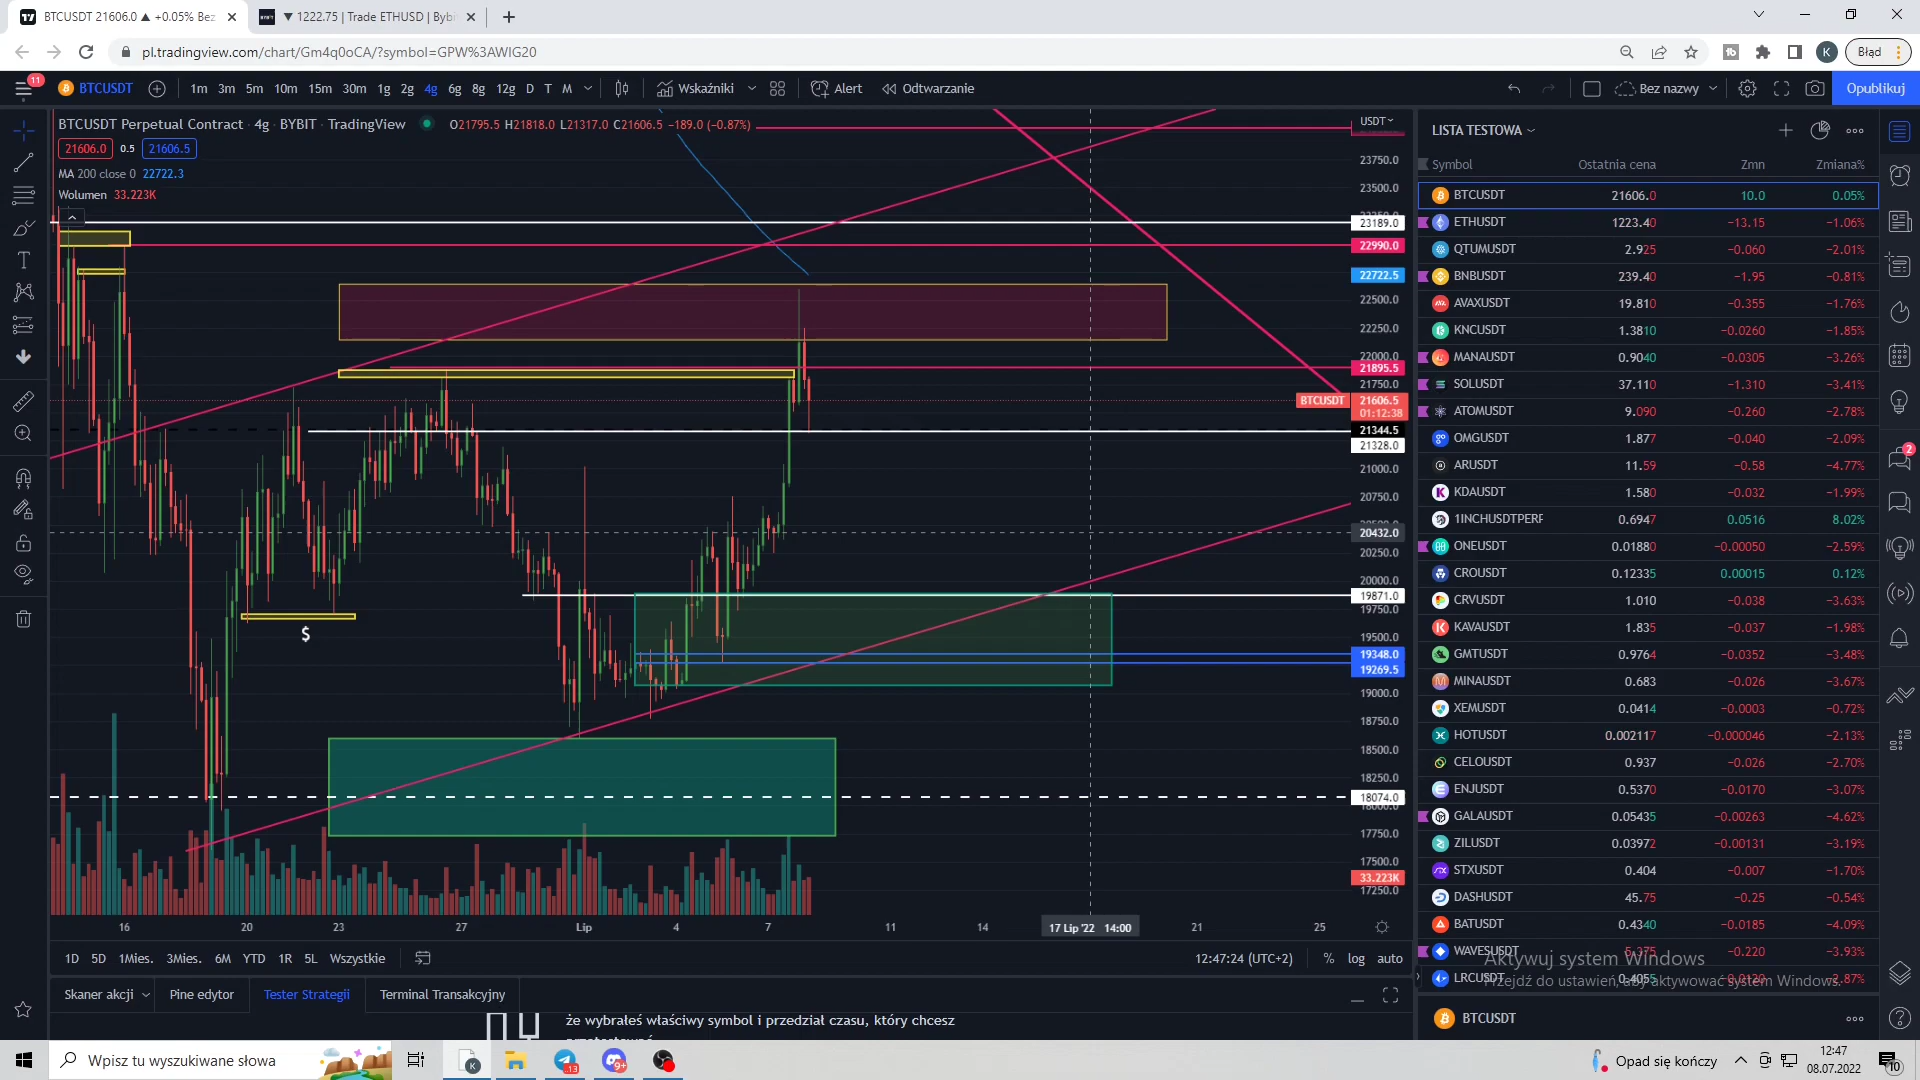 BTCUSDT 21606.0 ▲ +0.05% Bez
▼ 1222.75 | Trade ETHUSD | Bybi
pl.tradingview.com/chart/Gm4q0oCA/?symbol=GPW%3AWIG20
K
Błąd
11
BTCUSDT
1m 3m 5m 10m 15m 30m 1g 2g 4g 6g 8g 12g D T M
Wskaźniki
Alert
Odtwarzanie
Bez nazwy
Opublikuj
BTCUSDT Perpetual Contract · 4g · BYBIT · TradingView
O21795.5 H21818.0 L21317.0 C21606.5 −189.0 (−0.87%)
21606.0 0.5 21606.5
MA 200 close 0 22722.3
Wolumen 33.223K
USDT
23750.0
23500.0
23189.0
22990.0
22722.5
22500.0
22250.0
22000.0
21895.5
21750.0
BTCUSDT 21606.5
01:12:38
21344.5
21328.0
21000.0
20750.0
20432.0
20250.0
20000.0
19871.0
19750.0
19500.0
19348.0
19269.5
19000.0
18750.0
18500.0
18250.0
18074.0
18000.0
17750.0
17500.0
33.223K
17250.0
$
16 20 23 27 Lip 4 7 11 14 17 Lip '22 14:00 21 25
1D 5D 1Mies. 3Mies. 6M YTD 1R 5L Wszystkie
12:47:24 (UTC+2) % log auto
Skaner akcji Pine edytor Tester Strategii Terminal Transakcyjny
że wybrałeś właściwy symbol i przedział czasu, który chcesz
LISTA TESTOWA
Symbol Ostatnia cena Zmn Zmiana%
BTCUSDT 21606.0 10.0 0.05%
ETHUSDT 1223.40 −13.15 −1.06%
QTUMUSDT 2.925 −0.060 −2.01%
BNBUSDT 239.40 −1.95 −0.81%
AVAXUSDT 19.810 −0.355 −1.76%
KNCUSDT 1.3810 −0.0260 −1.85%
MANAUSDT 0.9040 −0.0305 −3.26%
SOLUSDT 37.110 −1.310 −3.41%
ATOMUSDT 9.090 −0.260 −2.78%
OMGUSDT 1.877 −0.040 −2.09%
ARUSDT 11.59 −0.58 −4.77%
KDAUSDT 1.580 −0.032 −1.99%
1INCHUSDTPERP 0.6947 0.0516 8.02%
ONEUSDT 0.01880 −0.00050 −2.59%
CROUSDT 0.12335 0.00015 0.12%
CRVUSDT 1.010 −0.038 −3.63%
KAVAUSDT 1.835 −0.037 −1.98%
GMTUSDT 0.9764 −0.0352 −3.48%
MINAUSDT 0.683 −0.026 −3.67%
XEMUSDT 0.0414 −0.0003 −0.72%
HOTUSDT 0.002117 −0.000046 −2.13%
CELOUSDT 0.937 −0.026 −2.70%
ENJUSDT 0.5370 −0.0170 −3.07%
GALAUSDT 0.05435 −0.00263 −4.62%
ZILUSDT 0.03972 −0.00131 −3.19%
STXUSDT 0.404 −0.007 −1.70%
DASHUSDT 45.75 −0.25 −0.54%
BATUSDT 0.4340 −0.0185 −4.09%
WAVESUSDT 5.375 −0.220 −3.93%
LRCUSDT 0.4055 −0.0120 −2.87%
Aktywuj system Windows
Przejdź do ustawień, aby aktywować system Windows.
BTCUSDT
2
Wpisz tu wyszukiwane słowa
K
13
9+
Opad się kończy
12:47
08.07.2022
10